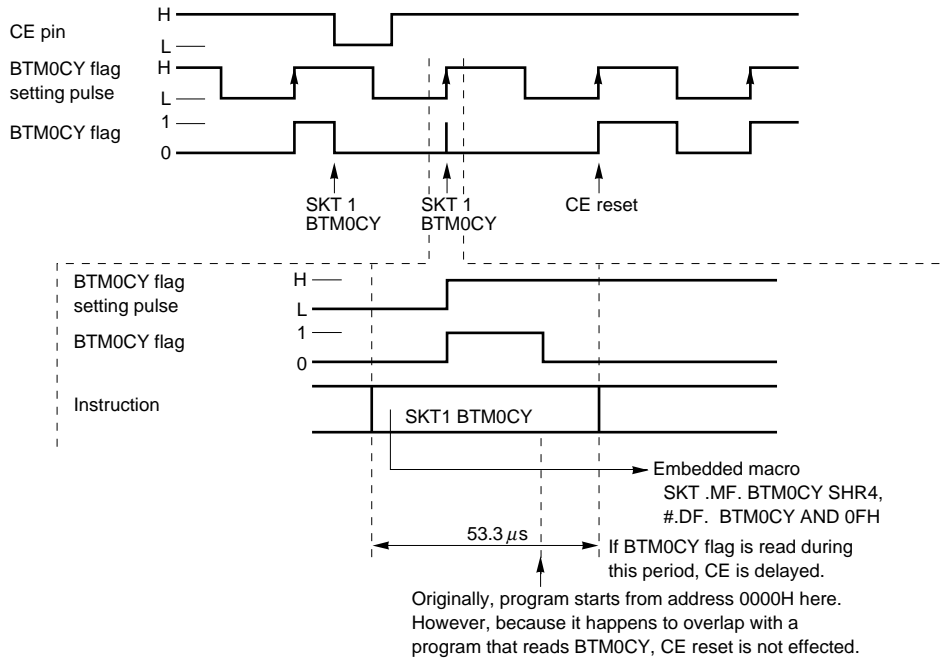 CE pin
H
L
BTM0CY flag
setting pulse
H
L
BTM0CY flag
1
0
SKT 1
BTM0CY
SKT 1
BTM0CY
CE reset
BTM0CY flag
setting pulse
H
L
BTM0CY flag
1
0
Instruction
SKT1 BTM0CY
Embedded macro
SKT .MF. BTM0CY SHR4,
#.DF. BTM0CY AND 0FH
53.3 μs
If BTM0CY flag is read during
this period, CE is delayed.
Originally, program starts from address 0000H here.
However, because it happens to overlap with a
program that reads BTM0CY, CE reset is not effected.